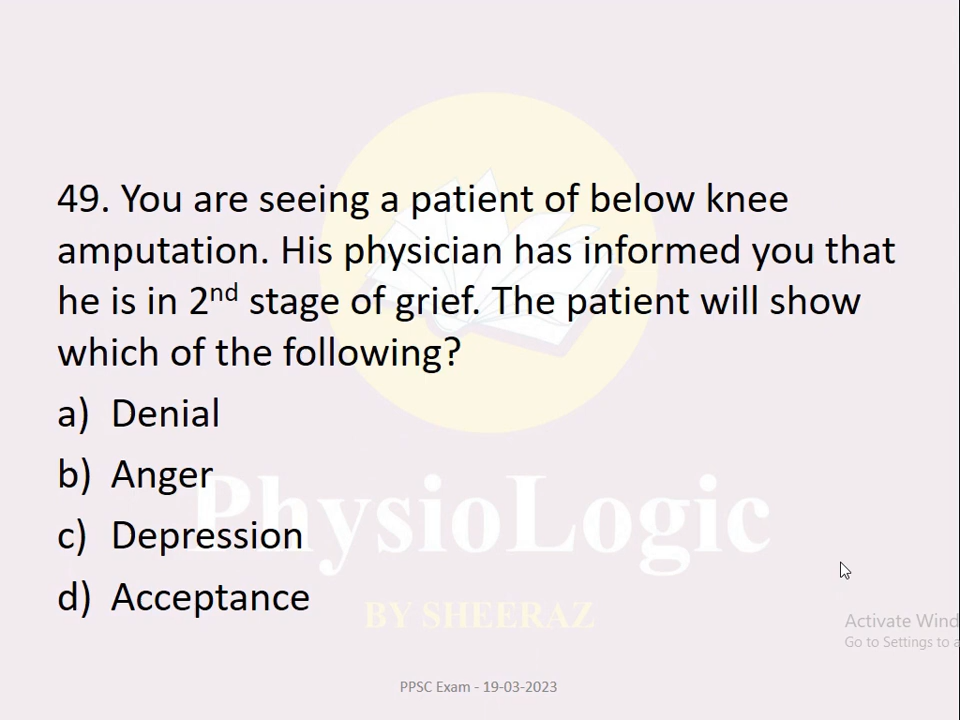 49. You are seeing a patient of below knee
amputation. His physician has informed you that
he is in 2nd stage of grief. The patient will show
which of the following?
a) Denial
b) Anger
c) Depression
d) Acceptance
PhysioLogic
BY SHEERAZ
Activate Wind
Go to Settings to a
PPSC Exam - 19-03-2023